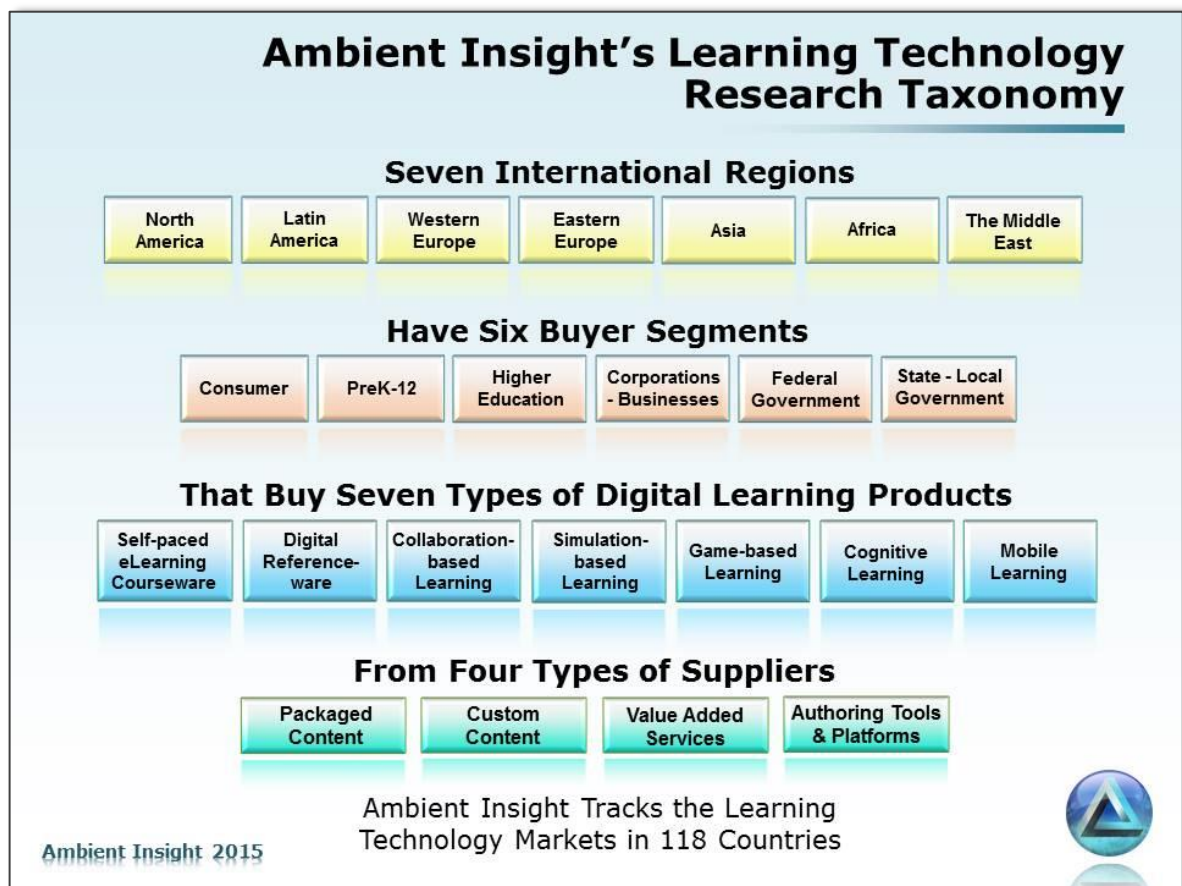 Ambient Insight’s Learning Technology
Research Taxonomy
Seven International Regions
North
America
Latin
America
Western
Europe
Eastern
Europe
Asia
Africa
The Middle
East
Have Six Buyer Segments
Consumer
PreK-12
Higher
Education
Corporations
- Businesses
Federal
Government
State - Local
Government
That Buy Seven Types of Digital Learning Products
Self-paced
eLearning
Courseware
Digital
Reference-
ware
Collaboration-
based
Learning
Simulation-
based
Learning
Game-based
Learning
Cognitive
Learning
Mobile
Learning
From Four Types of Suppliers
Packaged
Content
Custom
Content
Value Added
Services
Authoring Tools
& Platforms
Ambient Insight Tracks the Learning
Technology Markets in 118 Countries
Ambient Insight 2015